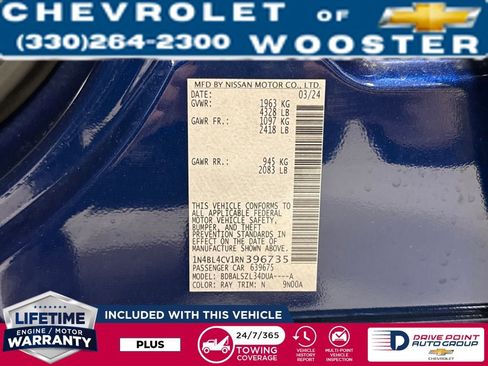 CHEVROLET OF
WOOSTER
(330)264-2300
MFD BY NISSAN MOTOR CO., LTD.
DATE: 03/24
GVWR: 1963 KG
4328 LB
GAWR FR.: 1097 KG
2418 LB
GAWR RR.: 945 KG
2083 LB
THIS VEHICLE CONFORMS TO
ALL APPLICABLE FEDERAL
MOTOR VEHICLE SAFETY,
BUMPER, AND THEFT
PREVENTION STANDARDS IN
EFFECT ON THE DATE OF
MANUFACTURE SHOWN ABOVE.
1N4BL4CV1RN396735
PASSENGER CAR 639675
MODEL: BDBALSZL34DUA----A
COLOR: RAY TRIM: N 9N00A
INCLUDED WITH THIS VEHICLE
LIFETIME
ENGINE / MOTOR
WARRANTY
PLUS
24/7/365
TOWING
COVERAGE
VEHICLE
HISTORY
REPORT
MULTI-POINT
VEHICLE
INSPECTION
DRIVE POINT
AUTO GROUP
CHEVROLET